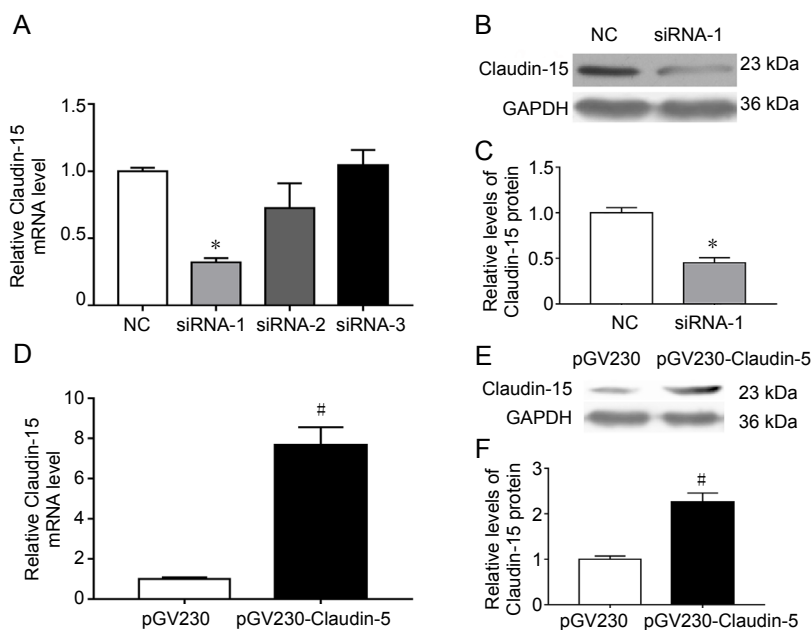 A
Relative Claudin-15
mRNA level
1.5
1.0
0.5
0
*
NC siRNA-1 siRNA-2 siRNA-3
B
NC siRNA-1
Claudin-15 23 kDa
GAPDH 36 kDa
C
Relative levels of
Claudin-15 protein
1.5
1.0
0.5
0
*
NC siRNA-1
D
Relative Claudin-15
mRNA level
10
8
6
4
2
0
#
pGV230 pGV230-Claudin-5
E
pGV230 pGV230-Claudin-5
Claudin-15 23 kDa
GAPDH 36 kDa
F
Relative levels of
Claudin-15 protein
3
2
1
0
#
pGV230 pGV230-Claudin-5